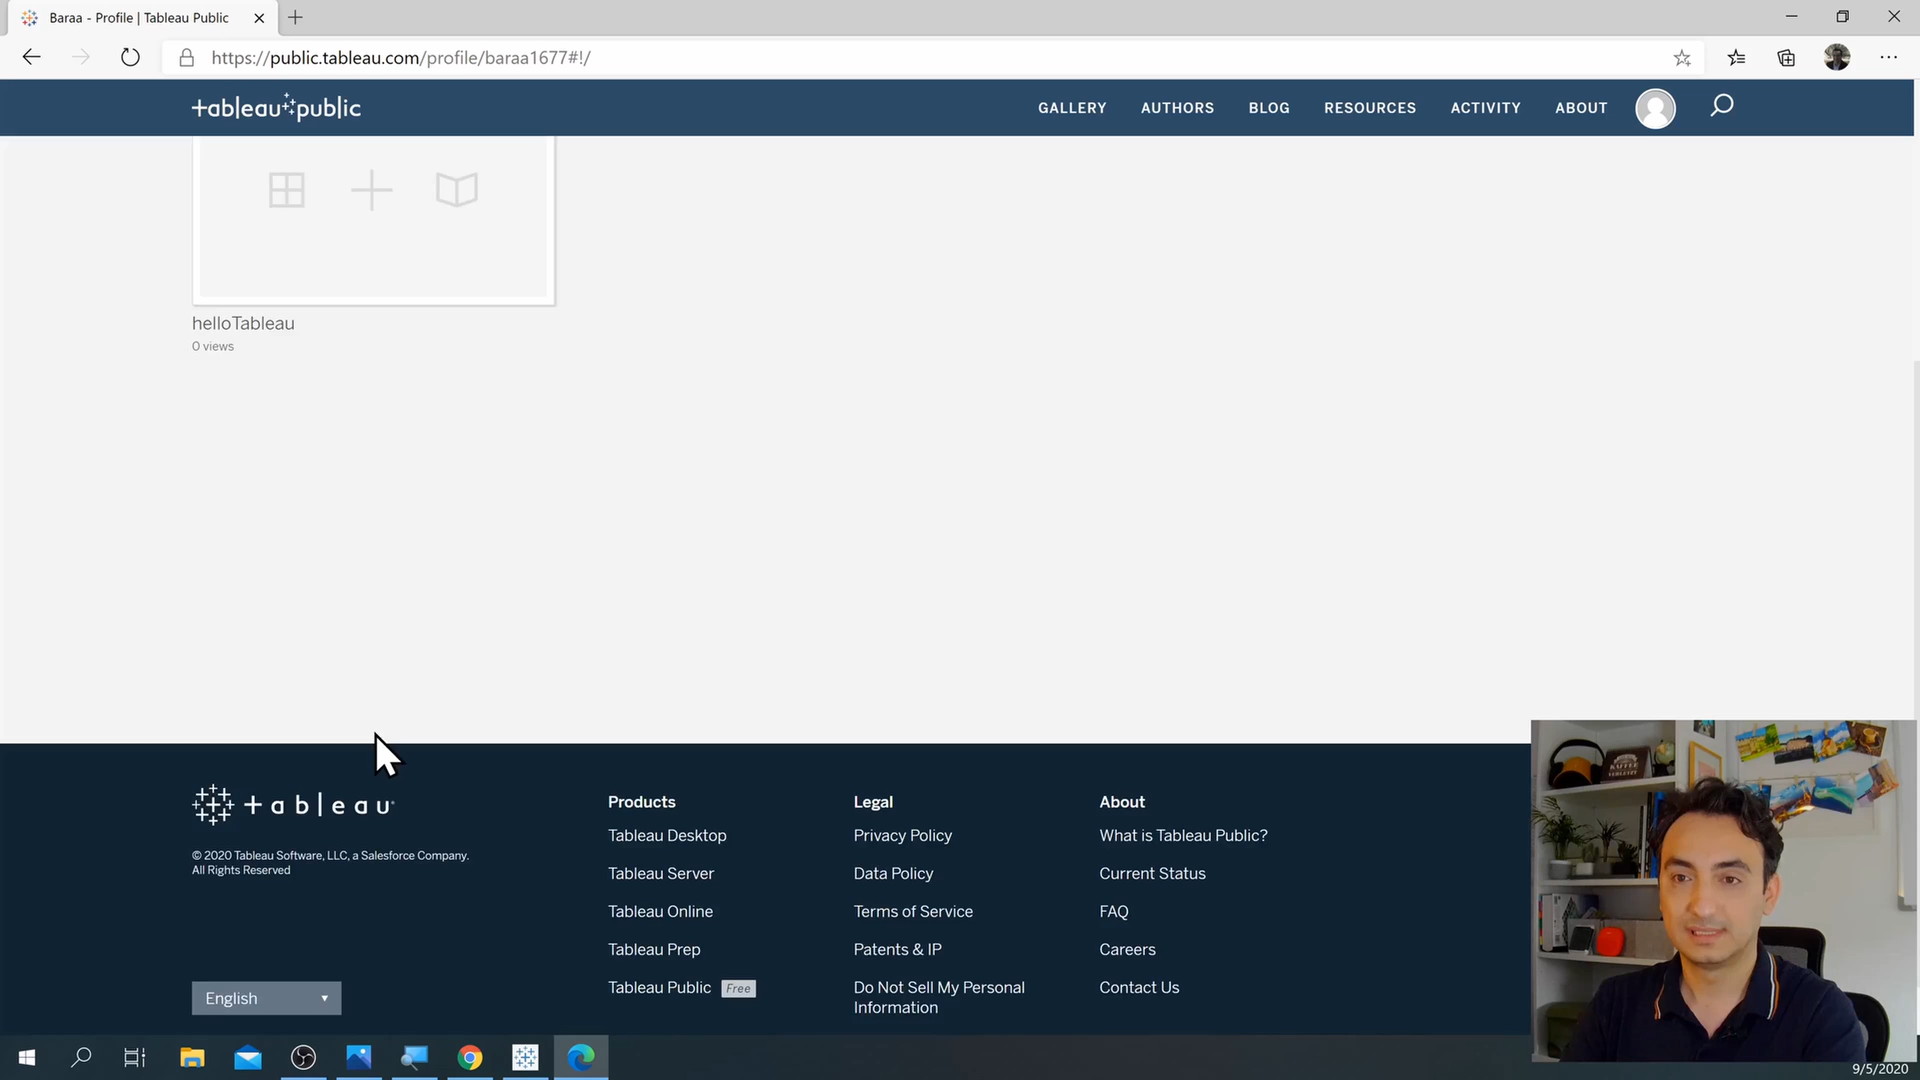 Baraa - Profile | Tableau Public
https://public.tableau.com/profile/baraa1677#!/
tableau public
GALLERY AUTHORS BLOG RESOURCES ACTIVITY ABOUT
helloTableau
0 views
tableau
© 2020 Tableau Software, LLC, a Salesforce Company.
All Rights Reserved
English
Products
Tableau Desktop
Tableau Server
Tableau Online
Tableau Prep
Tableau Public Free
Legal
Privacy Policy
Data Policy
Terms of Service
Patents & IP
Do Not Sell My Personal
Information
About
What is Tableau Public?
Current Status
FAQ
Careers
Contact Us
9/5/2020